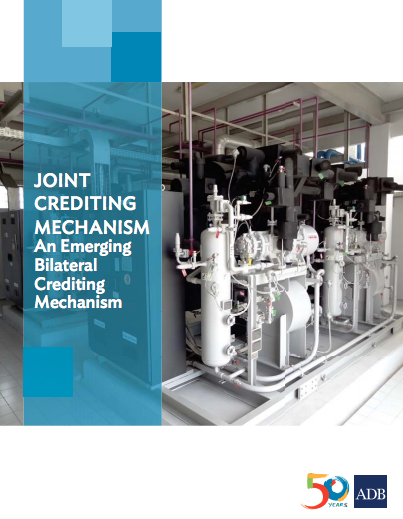 JOINT
CREDITING
MECHANISM
An Emerging
Bilateral
Crediting
Mechanism
50
YEARS
ADB